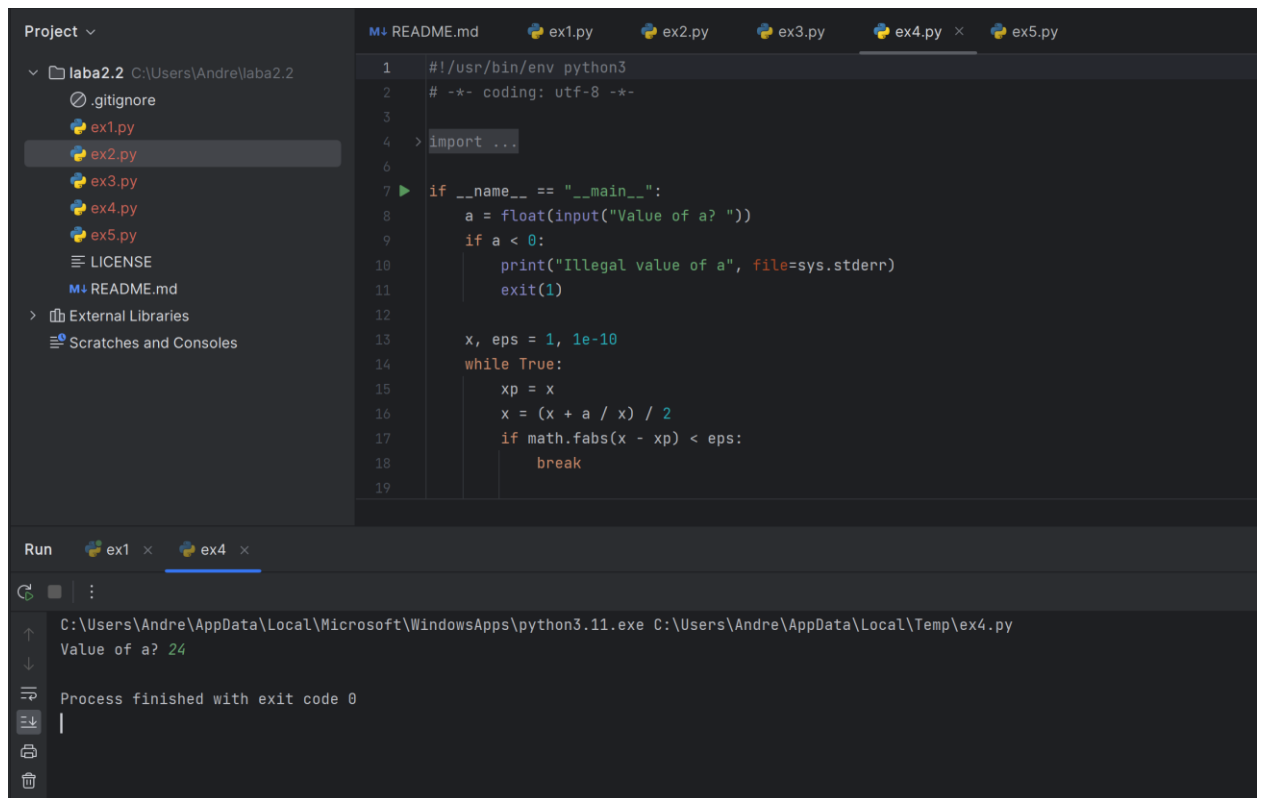 Project
laba2.2 C:\Users\Andre\laba2.2
.gitignore
ex1.py
ex2.py
ex3.py
ex4.py
ex5.py
LICENSE
M↓ README.md
External Libraries
Scratches and Consoles
M↓ README.md ex1.py ex2.py ex3.py ex4.py × ex5.py
1 #!/usr/bin/env python3
2 # -*- coding: utf-8 -*-
3
4 import ...
6
7 if __name__ == "__main__":
8 a = float(input("Value of a? "))
9 if a < 0:
10 print("Illegal value of a", file=sys.stderr)
11 exit(1)
12
13 x, eps = 1, 1e-10
14 while True:
15 xp = x
16 x = (x + a / x) / 2
17 if math.fabs(x - xp) < eps:
18 break
19
Run ex1 × ex4 ×
C:\Users\Andre\AppData\Local\Microsoft\WindowsApps\python3.11.exe C:\Users\Andre\AppData\Local\Temp\ex4.py
Value of a? 24
Process finished with exit code 0